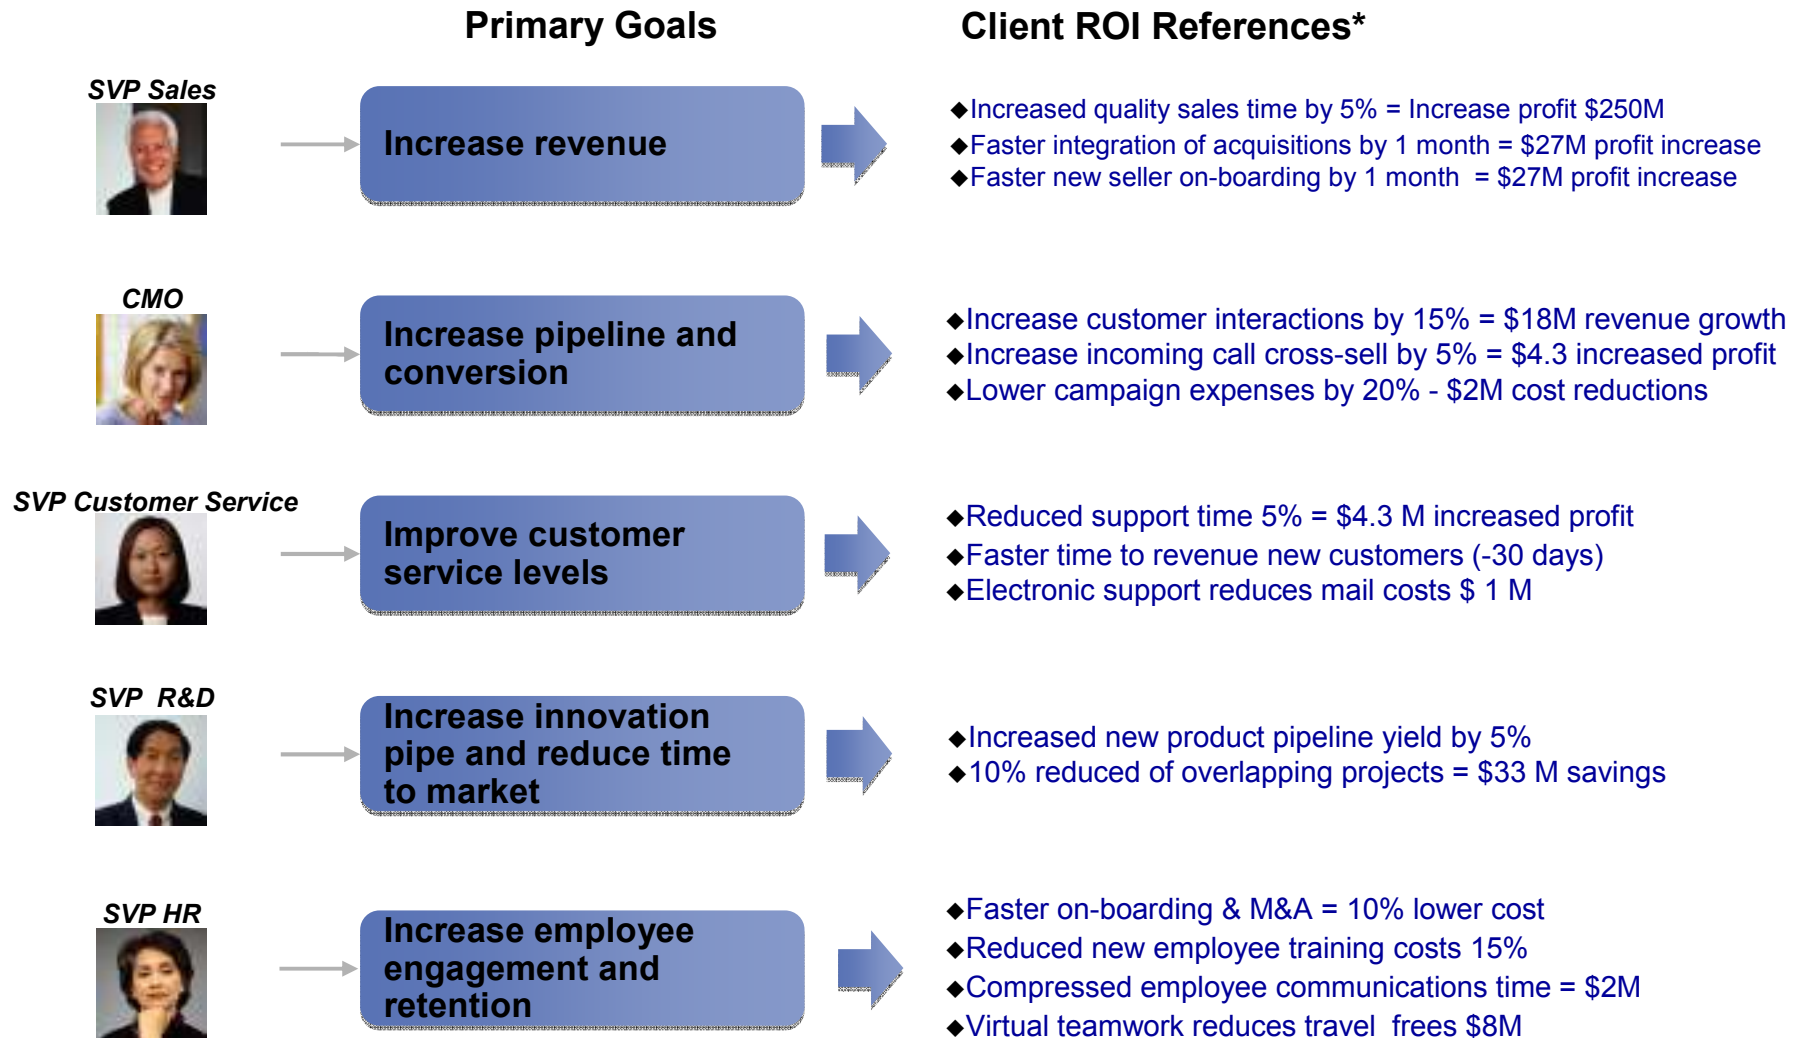 Primary Goals
Client ROI References*
SVP Sales
Increase revenue
◆Increased quality sales time by 5% = Increase profit $250M
◆Faster integration of acquisitions by 1 month = $27M profit increase
◆Faster new seller on-boarding by 1 month  = $27M profit increase
CMO
Increase pipeline and
conversion
◆Increase customer interactions by 15% = $18M revenue growth
◆Increase incoming call cross-sell by 5% = $4.3 increased profit
◆Lower campaign expenses by 20% - $2M cost reductions
SVP Customer Service
Improve customer
service levels
◆Reduced support time 5% = $4.3 M increased profit
◆Faster time to revenue new customers (-30 days)
◆Electronic support reduces mail costs $ 1 M
SVP  R&D
Increase innovation
pipe and reduce time
to market
◆Increased new product pipeline yield by 5%
◆10% reduced of overlapping projects = $33 M savings
SVP HR
Increase employee
engagement and
retention
◆Faster on-boarding & M&A = 10% lower cost
◆Reduced new employee training costs 15%
◆Compressed employee communications time = $2M
◆Virtual teamwork reduces travel  frees $8M